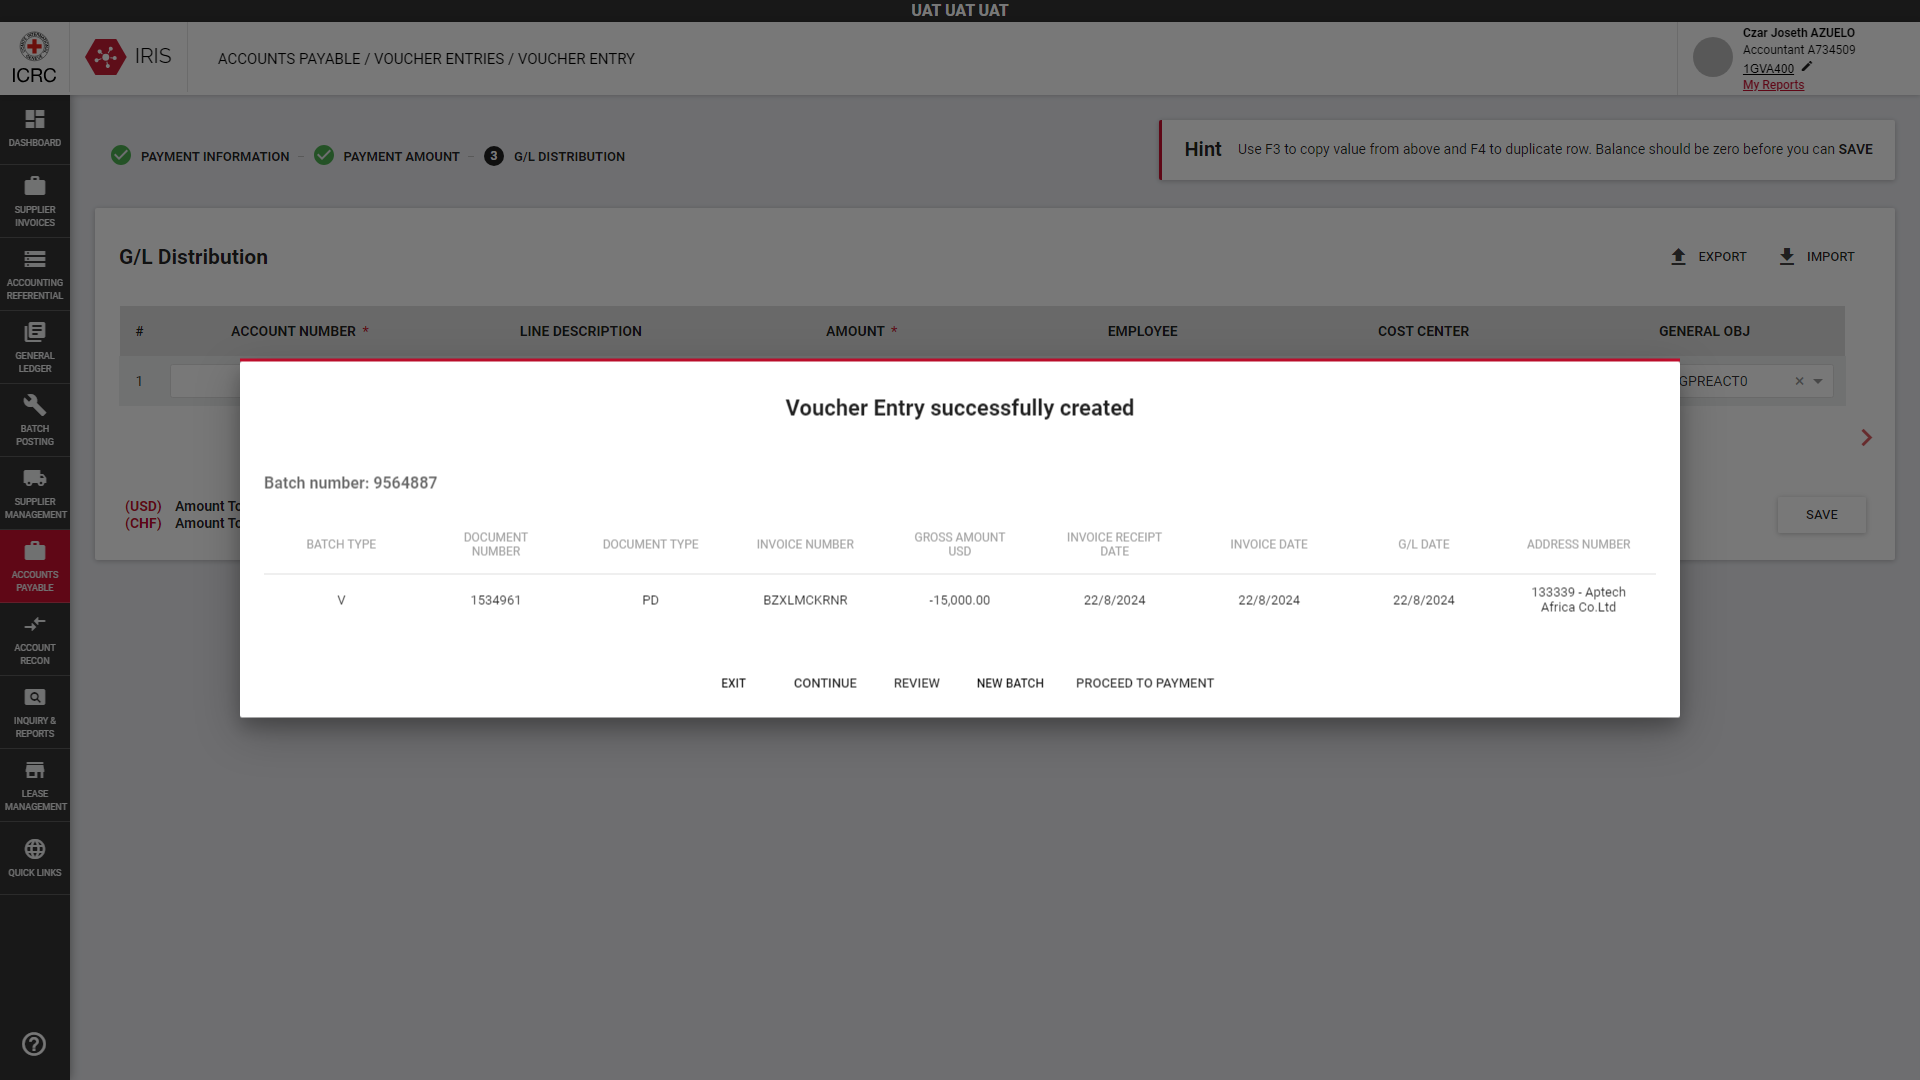 UAT UAT UAT
ICRC
IRIS
ACCOUNTS PAYABLE / VOUCHER ENTRIES / VOUCHER ENTRY
Czar Joseth AZUELO
Accountant A734509
1GVA400
My Reports
DASHBOARD
SUPPLIER
INVOICES
ACCOUNTING
REFERENTIAL
GENERAL
LEDGER
BATCH
POSTING
SUPPLIER
MANAGEMENT
ACCOUNTS
PAYABLE
ACCOUNT
RECON
INQUIRY &
REPORTS
LEASE
MANAGEMENT
QUICK LINKS
PAYMENT INFORMATION
PAYMENT AMOUNT
3 G/L DISTRIBUTION
Hint Use F3 to copy value from above and F4 to duplicate row. Balance should be zero before you can SAVE
G/L Distribution
EXPORT
IMPORT
# ACCOUNT NUMBER * LINE DESCRIPTION AMOUNT * EMPLOYEE COST CENTER GENERAL OBJ
1 GPREACT0
(USD) Amount To
(CHF) Amount To
SAVE
Voucher Entry successfully created
Batch number: 9564887
BATCH TYPE DOCUMENT NUMBER DOCUMENT TYPE INVOICE NUMBER GROSS AMOUNT USD INVOICE RECEIPT DATE INVOICE DATE G/L DATE ADDRESS NUMBER
V 1534961 PD BZXLMCKRNR -15,000.00 22/8/2024 22/8/2024 22/8/2024 133339 - Aptech Africa Co.Ltd
EXIT CONTINUE REVIEW NEW BATCH PROCEED TO PAYMENT